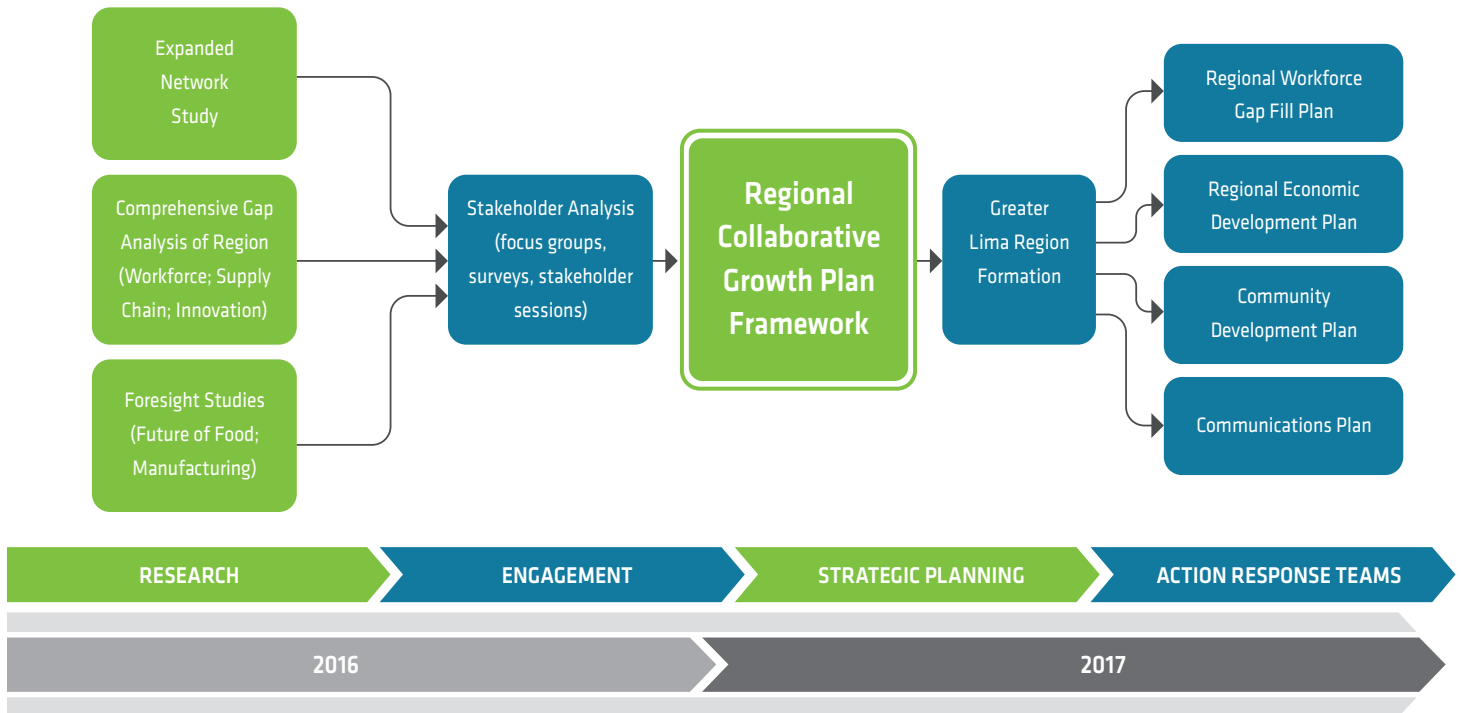 Expanded
Network
Study
Comprehensive Gap
Analysis of Region
(Workforce; Supply
Chain; Innovation)
Foresight Studies
(Future of Food;
Manufacturing)
Stakeholder Analysis
(focus groups,
surveys, stakeholder
sessions)
Regional
Collaborative
Growth Plan
Framework
Greater
Lima Region
Formation
Regional Workforce
Gap Fill Plan
Regional Economic
Development Plan
Community
Development Plan
Communications Plan
RESEARCH
ENGAGEMENT
STRATEGIC PLANNING
ACTION RESPONSE TEAMS
2016
2017